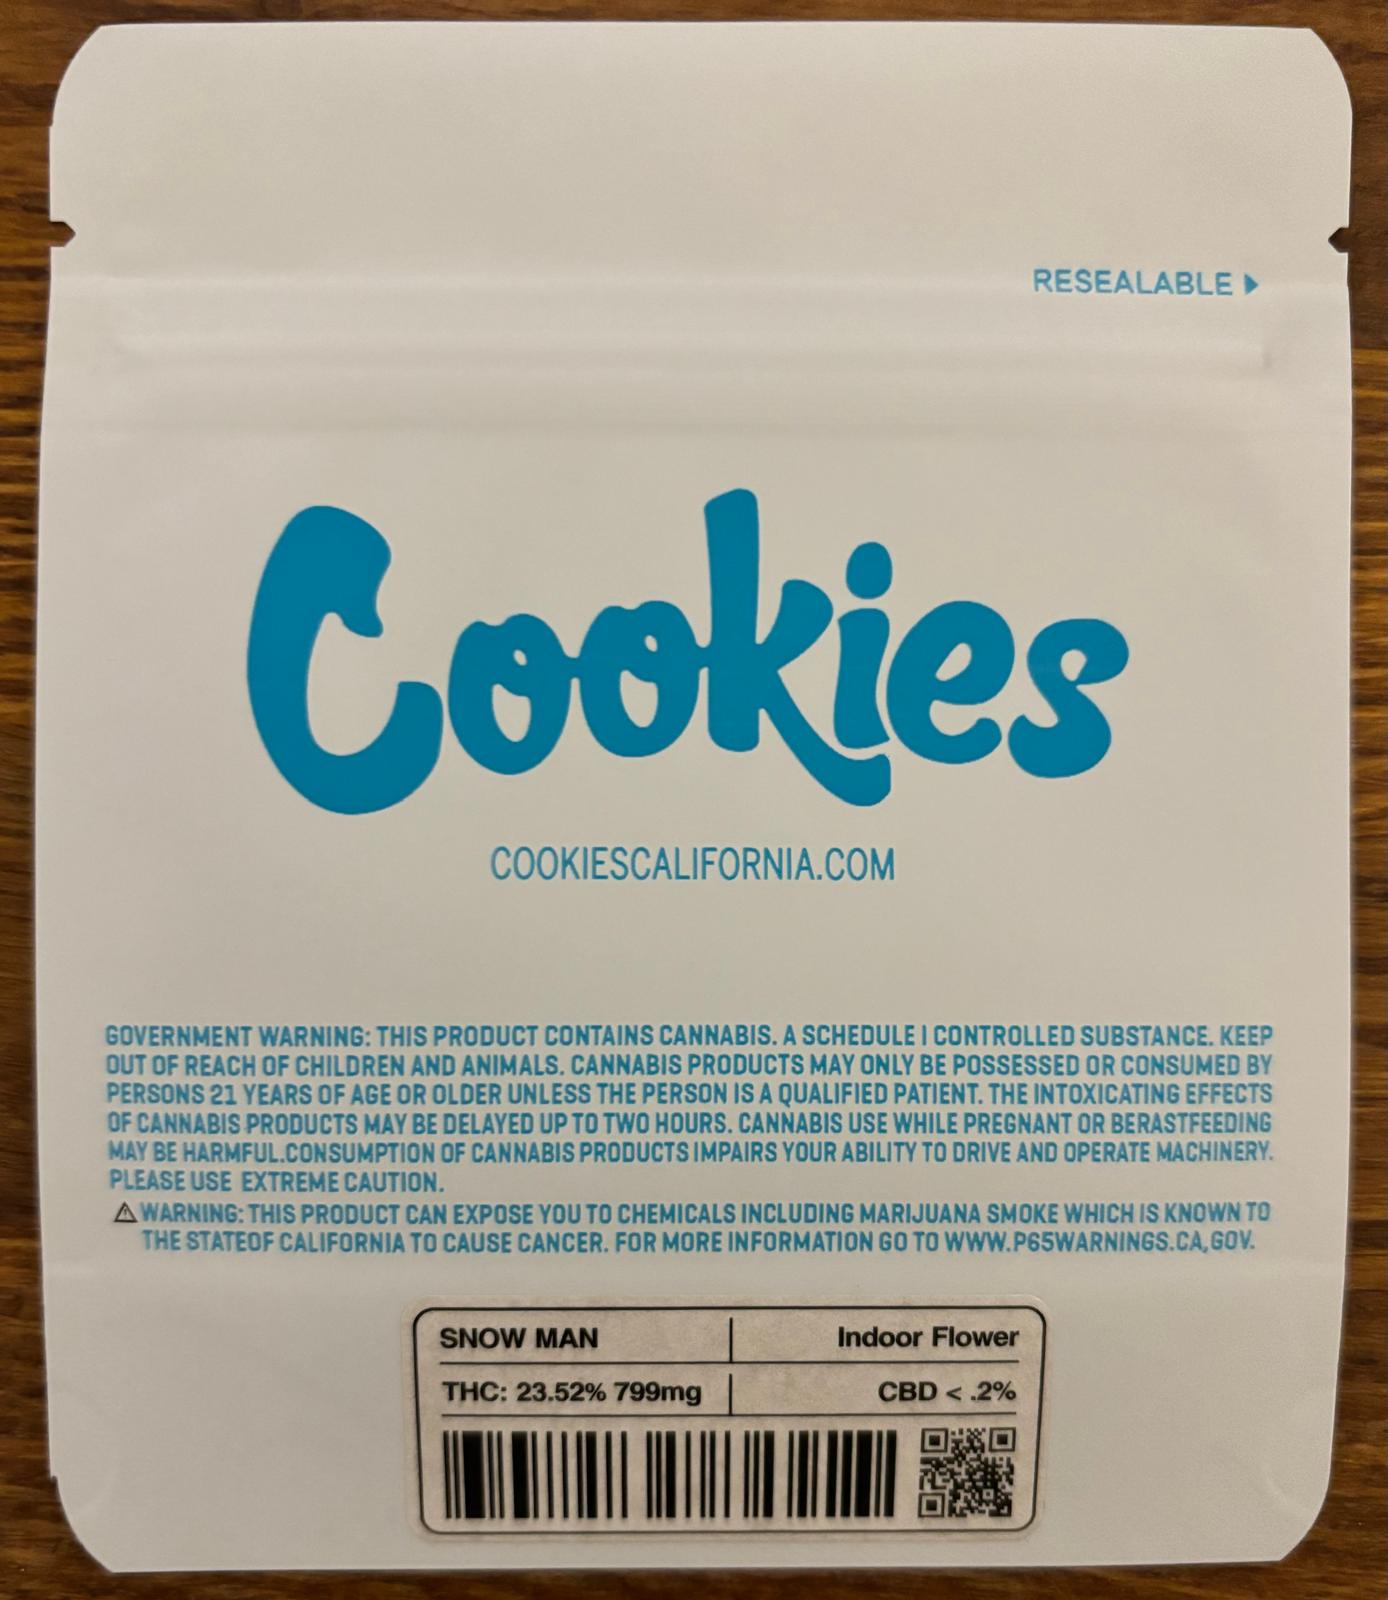 RESEALABLE
Cookies
COOKIESCALIFORNIA.COM
GOVERNMENT WARNING: THIS PRODUCT CONTAINS CANNABIS. A SCHEDULE I CONTROLLED SUBSTANCE. KEEP
OUT OF REACH OF CHILDREN AND ANIMALS. CANNABIS PRODUCTS MAY ONLY BE POSSESSED OR CONSUMED BY
PERSONS 21 YEARS OF AGE OR OLDER UNLESS THE PERSON IS A QUALIFIED PATIENT. THE INTOXICATING EFFECTS
OF CANNABIS PRODUCTS MAY BE DELAYED UP TO TWO HOURS. CANNABIS USE WHILE PREGNANT OR BERASTFEEDING
MAY BE HARMFUL.CONSUMPTION OF CANNABIS PRODUCTS IMPAIRS YOUR ABILITY TO DRIVE AND OPERATE MACHINERY.
PLEASE USE EXTREME CAUTION.
WARNING: THIS PRODUCT CAN EXPOSE YOU TO CHEMICALS INCLUDING MARIJUANA SMOKE WHICH IS KNOWN TO
THE STATEOF CALIFORNIA TO CAUSE CANCER. FOR MORE INFORMATION GO TO WWW.P65WARNINGS.CA,GOV.
SNOW MAN Indoor Flower
THC: 23.52% 799mg CBD < .2%